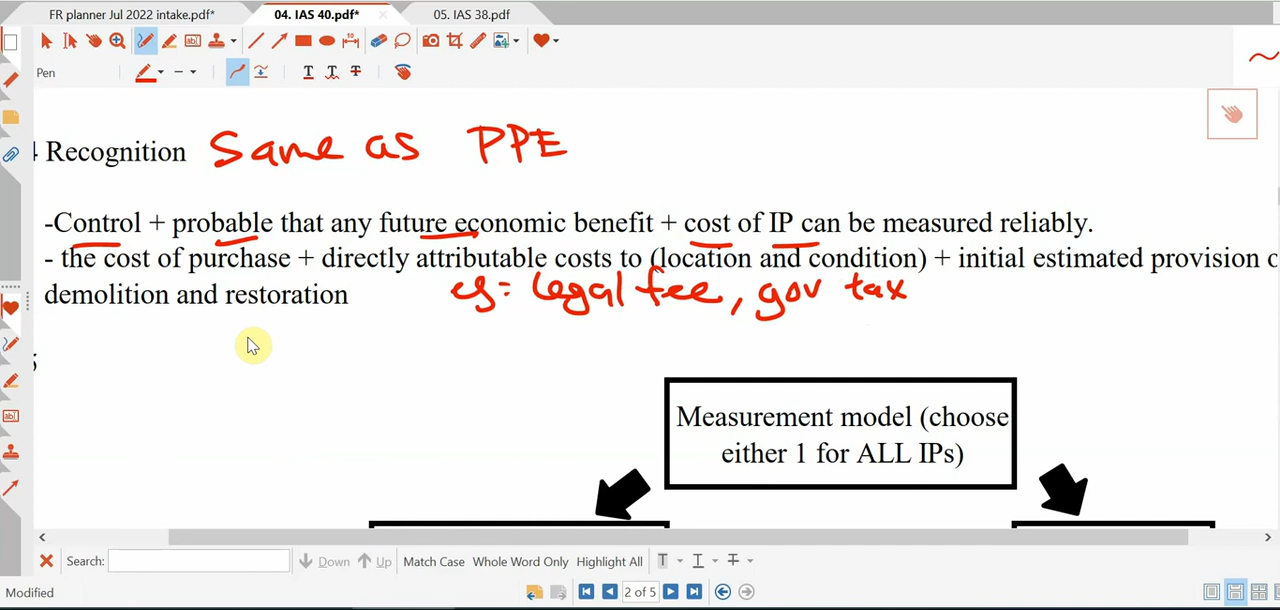 FR planner Jul 2022 intake.pdf* 04. IAS 40.pdf* 05. IAS 38.pdf
Pen
Recognition Same as PPE
-Control + probable that any future economic benefit + cost of IP can be measured reliably.
- the cost of purchase + directly attributable costs to (location and condition) + initial estimated provision
demolition and restoration eg= legal fee, gov tax
Measurement model (choose
either 1 for ALL IPs)
Search: Down Up Match Case Whole Word Only Highlight All T T T
Modified 2 of 5